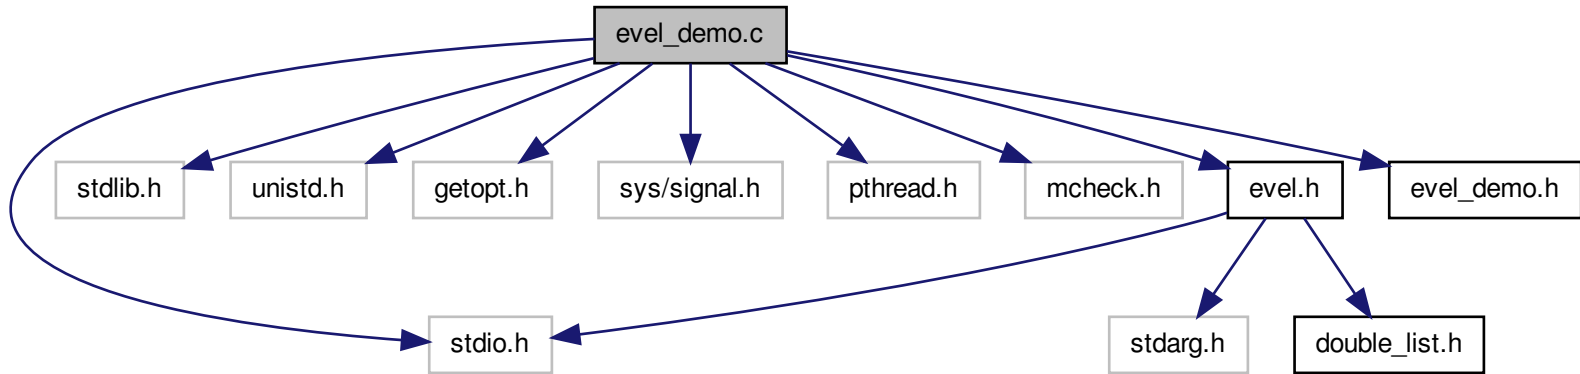 evel_demo.c
stdlib.h
unistd.h
getopt.h
sys/signal.h
pthread.h
mcheck.h
evel.h
evel_demo.h
stdio.h
stdarg.h
double_list.h